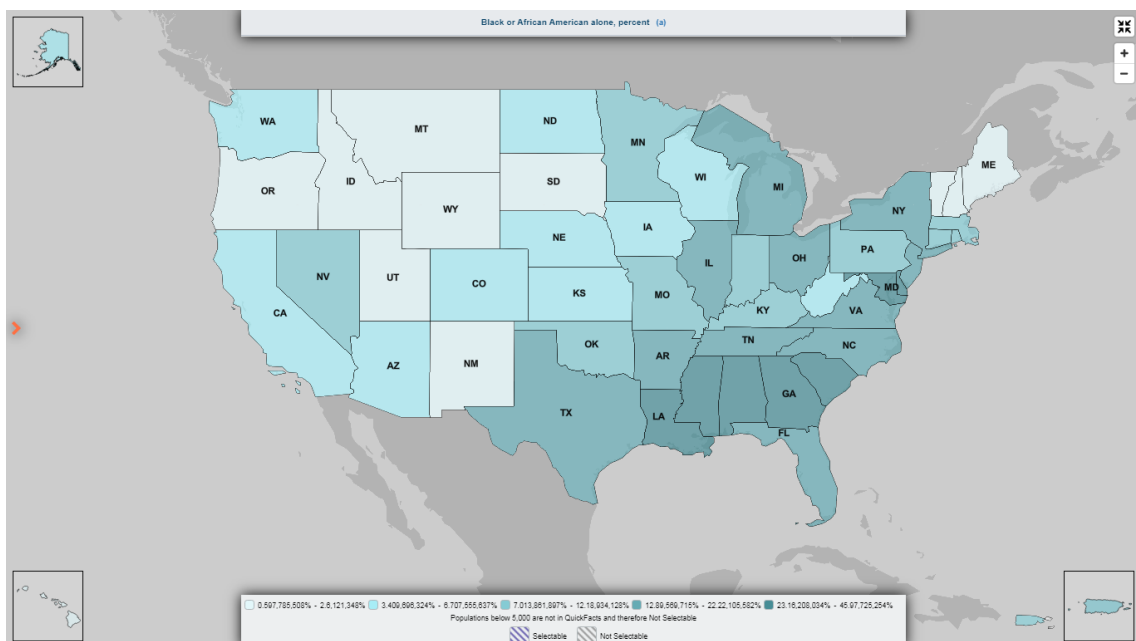 Black or African American alone, percent (a)
+
−
WA
MT
ND
MN
ME
OR
ID
SD
WI
MI
NY
WY
IA
PA
NE
IL
OH
NV
UT
CO
MD
CA
KS
MO
VA
KY
AZ
NM
OK
AR
TN
NC
TX
LA
GA
FL
0.597,785,508% - 2.6,121,348% 3.409,696,324% - 6.707,555,637% 7.013,861,897% - 12.18,934,128% 12.89,569,715% - 22.22,105,582% 23.16,208,034% - 45.97,725,254%
Populations below 5,000 are not in QuickFacts and therefore Not Selectable
Selectable Not Selectable